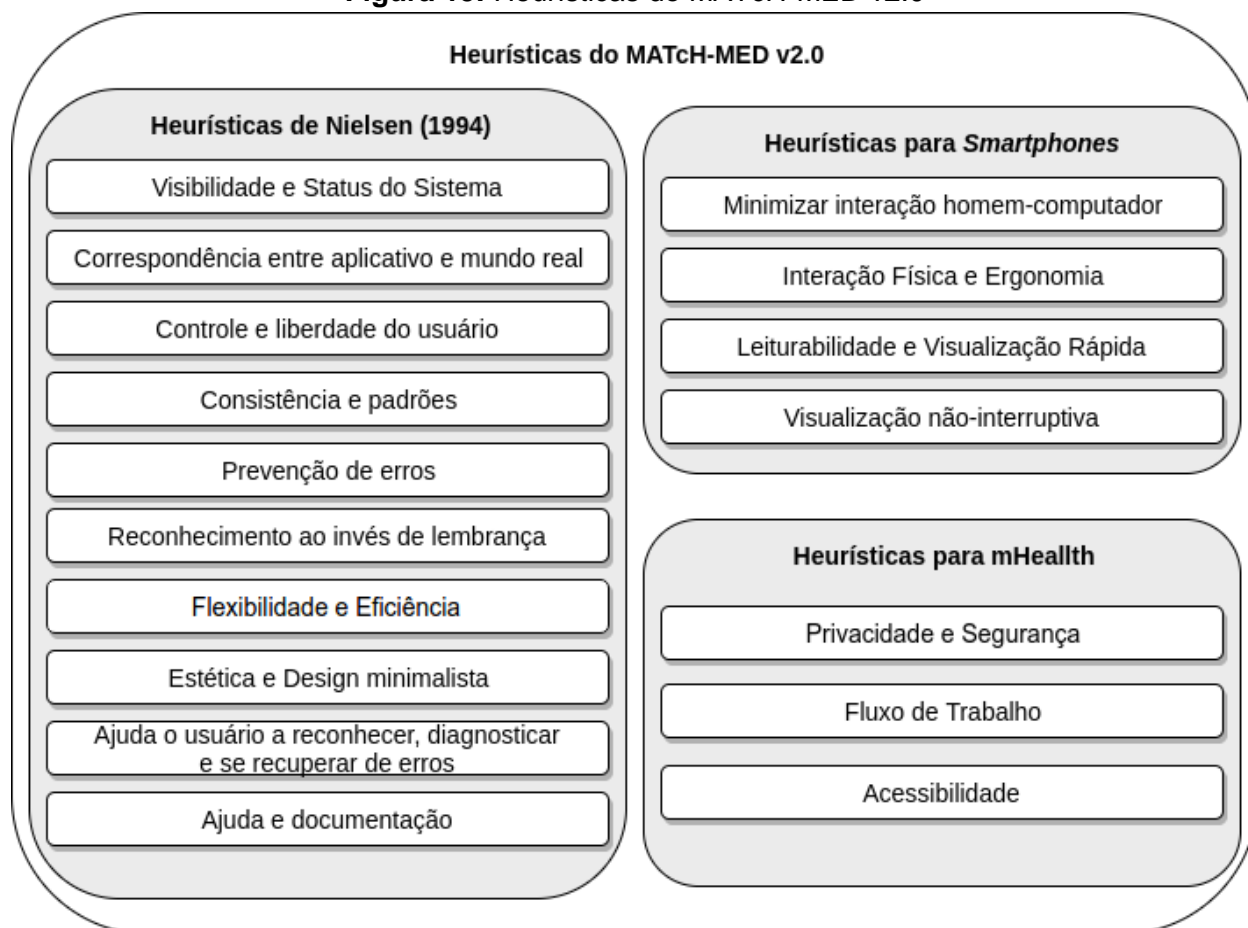 Heurísticas do MATcH-MED v2.0
Heurísticas de Nielsen (1994)
Visibilidade e Status do Sistema
Correspondência entre aplicativo e mundo real
Controle e liberdade do usuário
Consistência e padrões
Prevenção de erros
Reconhecimento ao invés de lembrança
Flexibilidade e Eficiência
Estética e Design minimalista
Ajuda o usuário a reconhecer, diagnosticar
e se recuperar de erros
Ajuda e documentação
Heurísticas para Smartphones
Minimizar interação homem-computador
Interação Física e Ergonomia
Leiturabilidade e Visualização Rápida
Visualização não-interruptiva
Heurísticas para mHeallth
Privacidade e Segurança
Fluxo de Trabalho
Acessibilidade